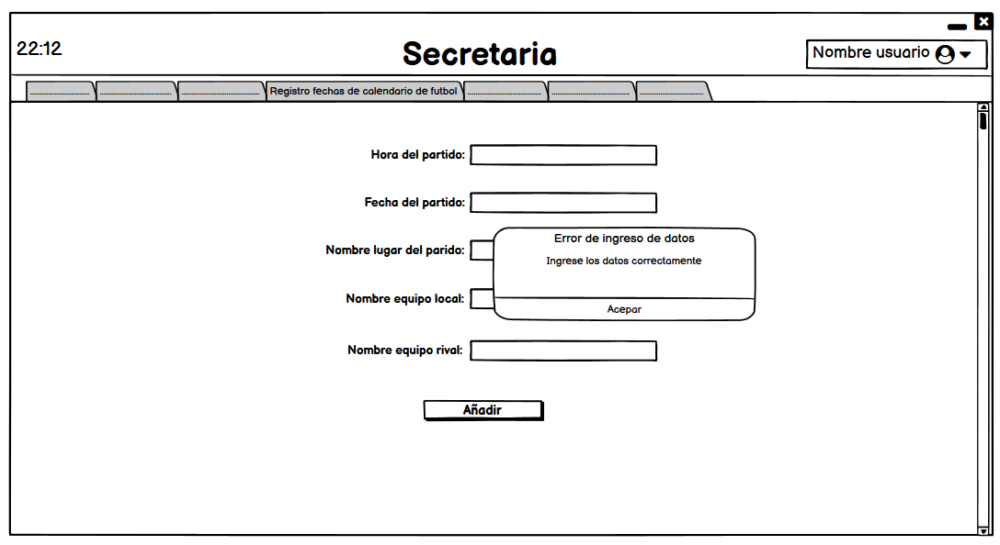 22:12
Secretaria
Nombre usuario
Registro fechas de calendario de futbol
Hora del partido:
Fecha del partido:
Nombre lugar del parido:
Error de ingreso de datos
Ingrese los datos correctamente
Nombre equipo local:
Acepar
Nombre equipo rival:
Añadir